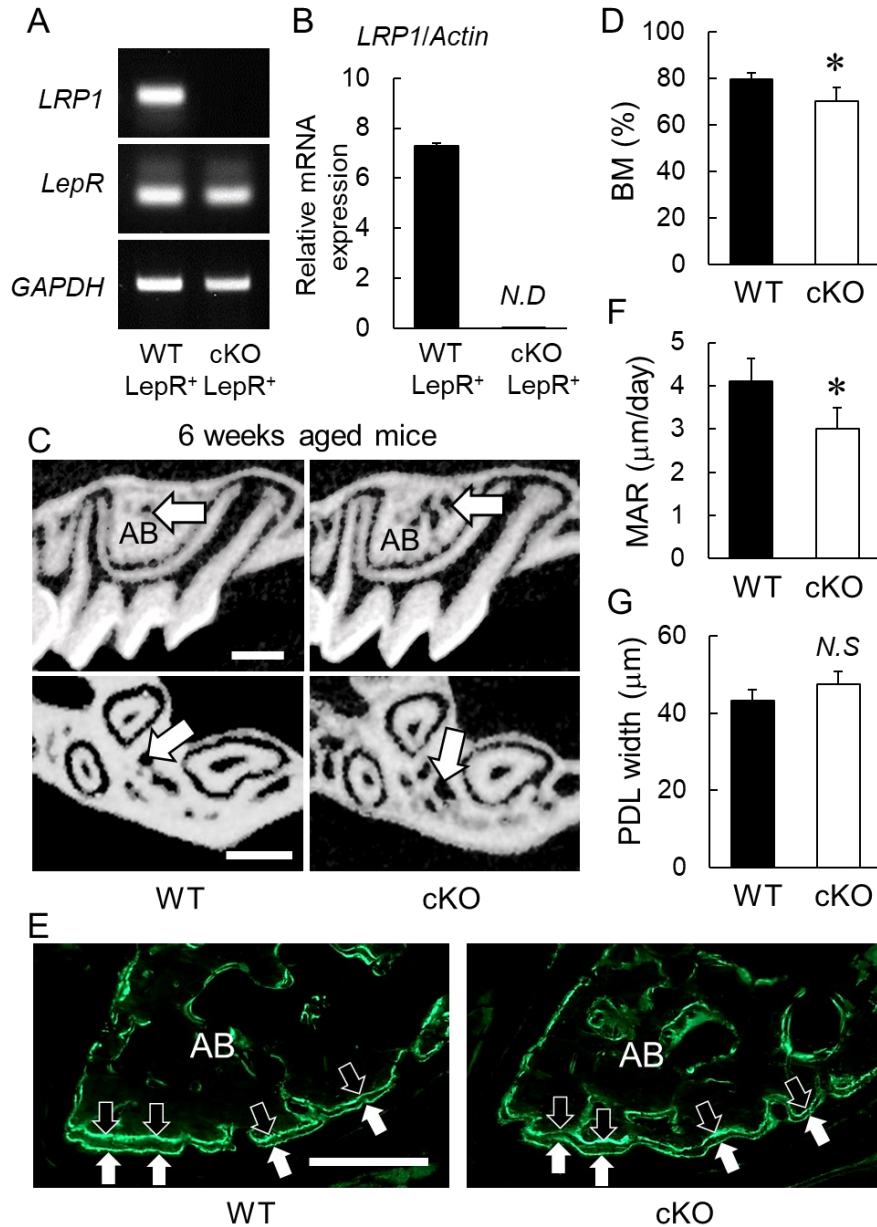 A
LRP1
LepR
GAPDH
WT
LepR+
cKO
LepR+
B
LRP1/Actin
Relative mRNA
expression
10
8
6
4
2
0
N.D
WT
LepR+
cKO
LepR+
C
6 weeks aged mice
AB
AB
WT
cKO
D
BM (%)
100
80
60
40
20
0
*
WT
cKO
F
MAR (μm/day)
5
4
3
2
1
0
*
WT
cKO
G
PDL width (μm)
60
40
20
0
N.S
WT
cKO
E
AB
AB
WT
cKO